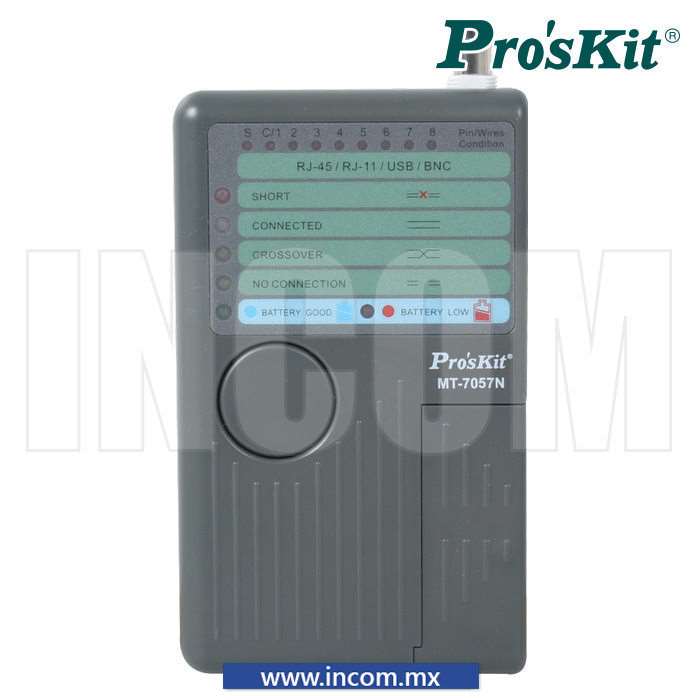 Pro'sKit®
S C/1 2 3 4 5 6 7 8 Pin/Wires
Condition
RJ-45 / RJ-11 / USB / BNC
SHORT
CONNECTED
CROSSOVER
NO CONNECTION
BATTERY GOOD BATTERY LOW
Pro'sKit®
MT-7057N
INCOM
www.incom.mx